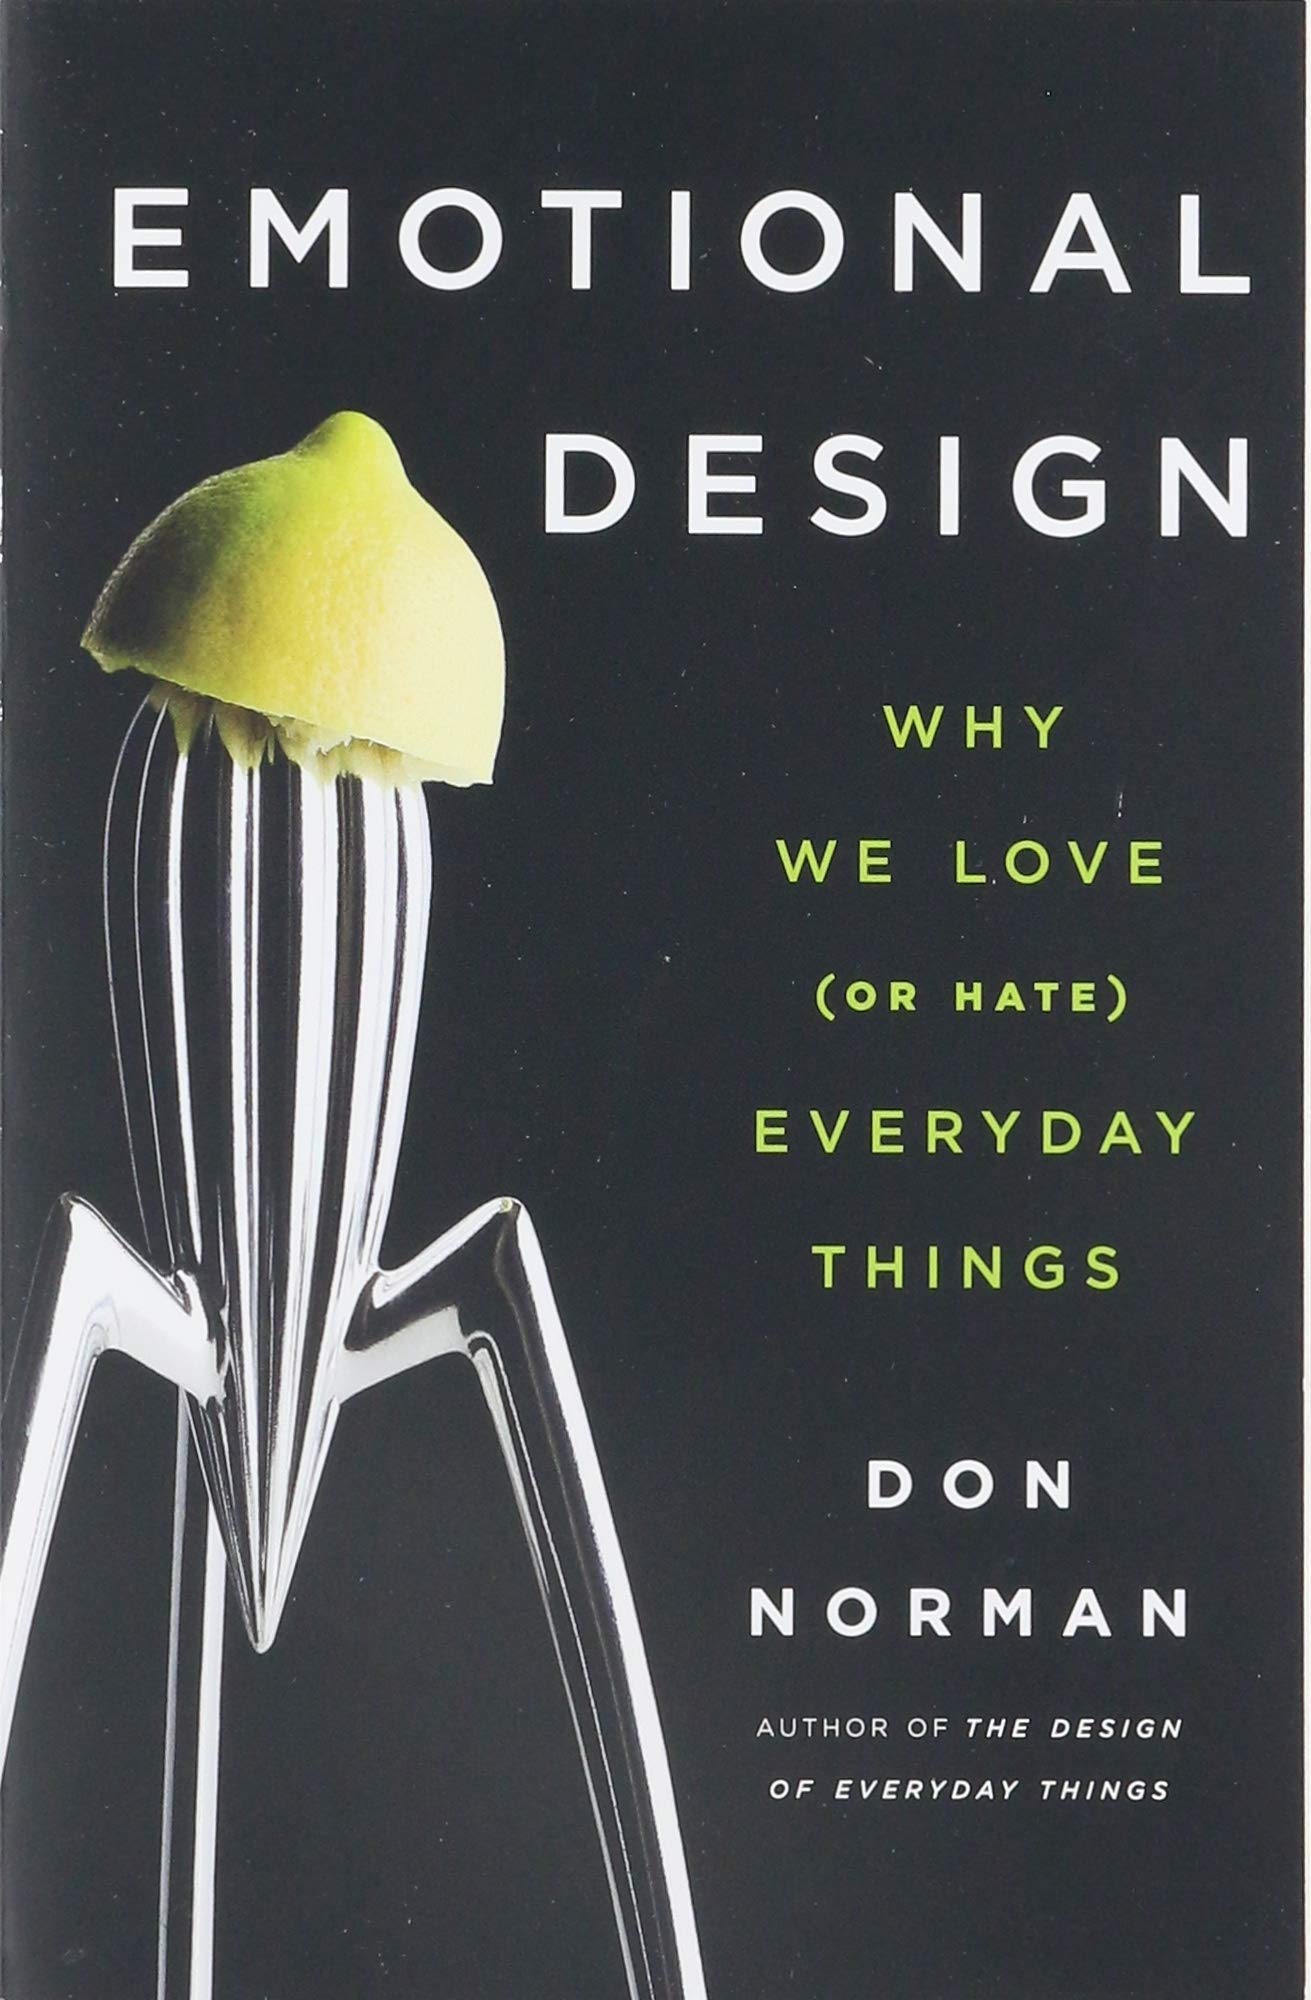 EMOTIONAL
DESIGN
WHY
WE LOVE
(OR HATE)
EVERYDAY
THINGS
DON
NORMAN
AUTHOR OF THE DESIGN
OF EVERYDAY THINGS